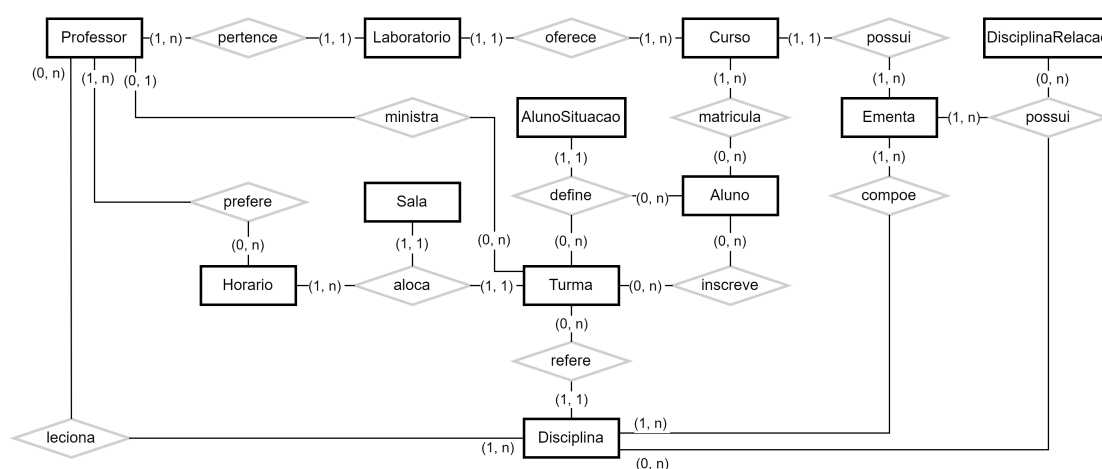 Professor (1, n) pertence (1, 1) Laboratorio (1, 1) oferece (1, n) Curso (1, 1) possui DisciplinaRelacao
(0, n) (1, n) (0, 1) (1, n) (1, n) (0, n)
ministra AlunoSituacao matricula Ementa (1, n) possui
(1, 1) (0, n) (1, n)
prefere Sala define (0, n) Aluno compoe
(0, n) (1, 1) (0, n) (0, n) (0, n)
Horario (1, n) aloca (1, 1) Turma (0, n) inscreve
(0, n)
refere
(1, 1)
leciona (1, n) Disciplina (1, n)
(0, n)